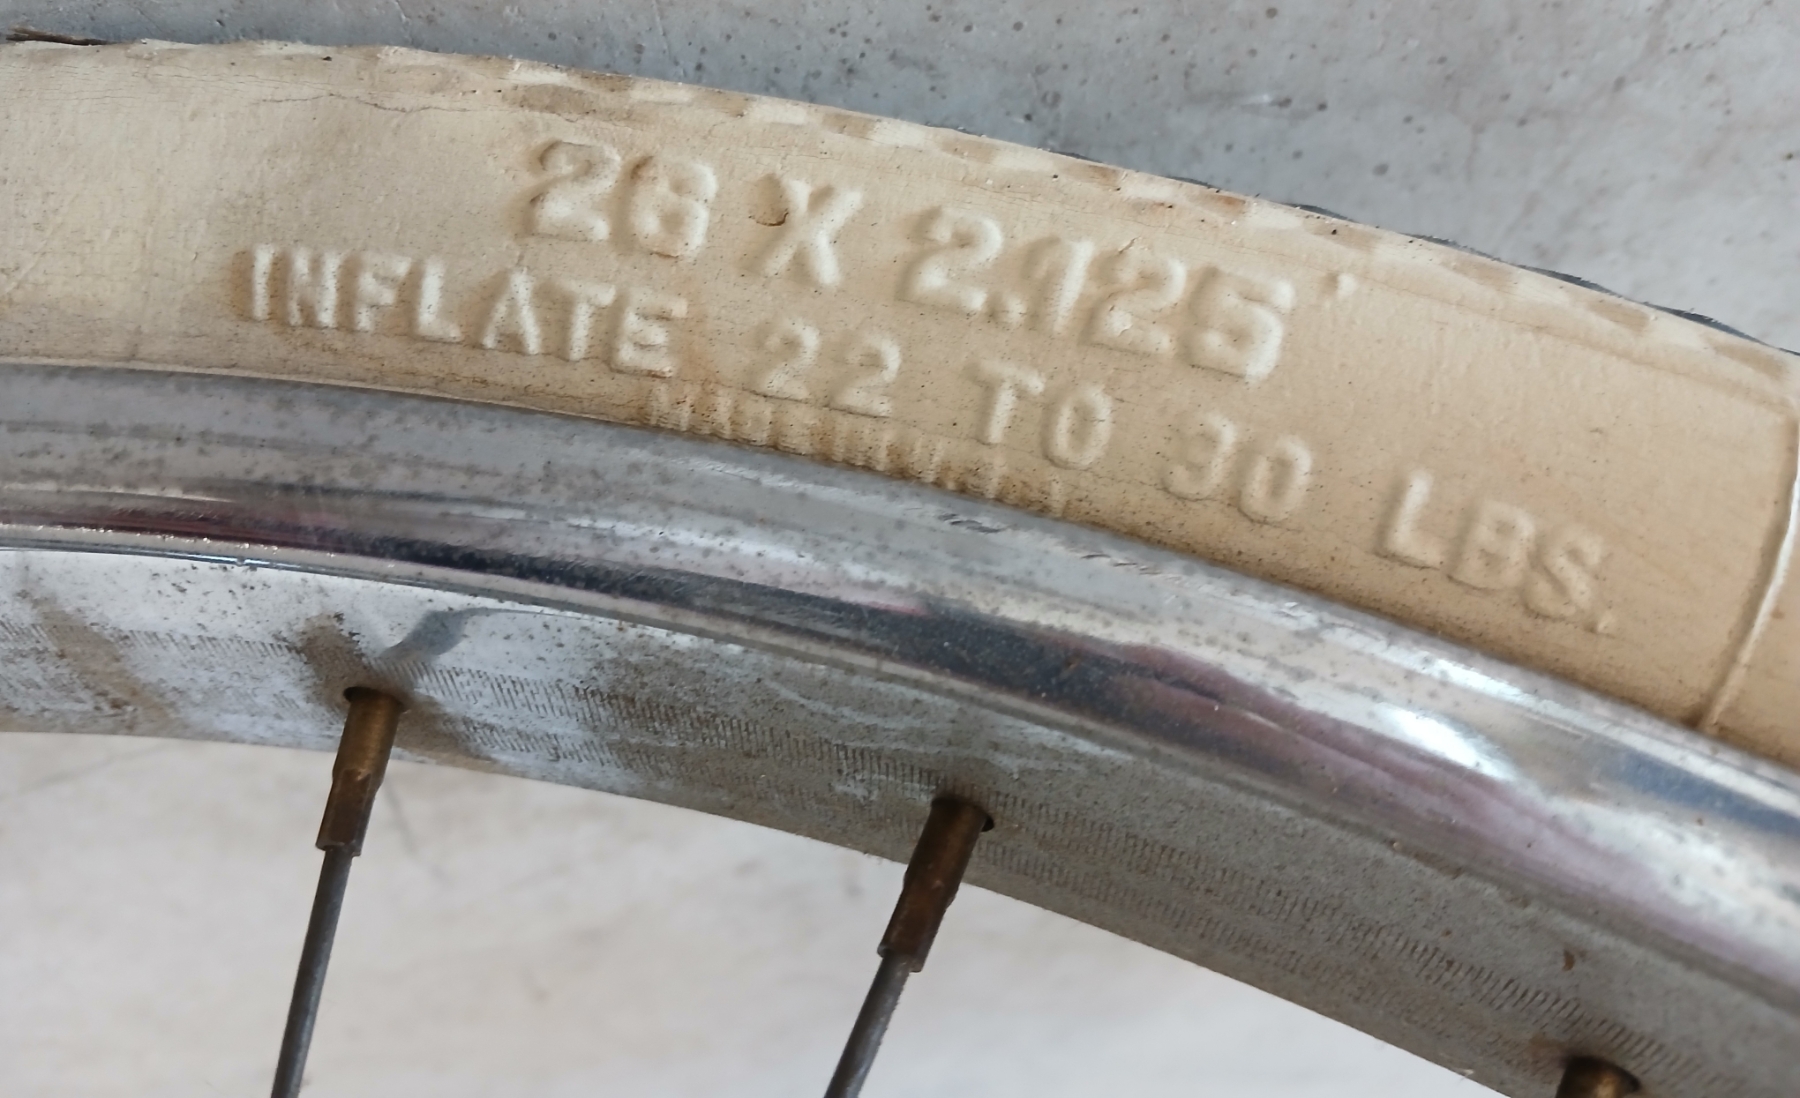 26 X 2.125
INFLATE 22 TO 30 LBS.